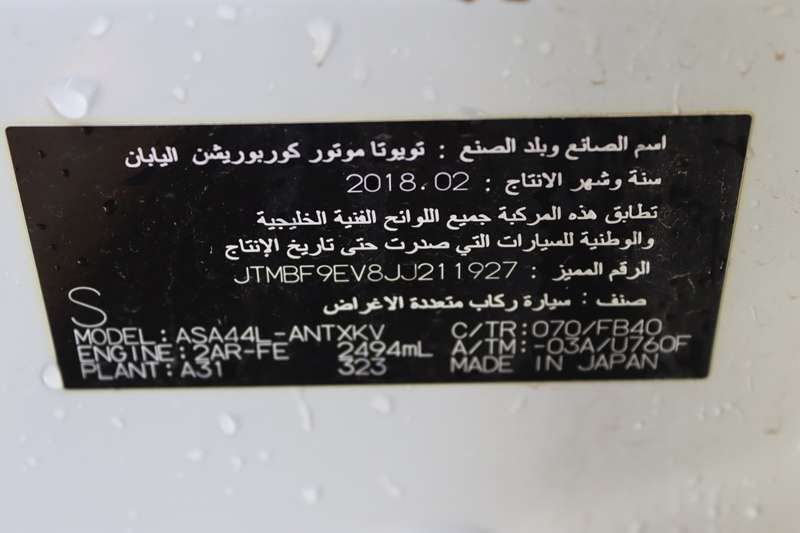 اسم الصانع وبلد الصنع : تويوتا موتور كوربوريشن اليابان
سنة وشهر الانتاج : 2018.02
تطابق هذه المركبة جميع اللوائح الفنية الخليجية
والوطنية للسيارات التي صدرت حتى تاريخ الإنتاج
الرقم المميز : JTMBF9EV8JJ211927
صنف : سيارة ركاب متعددة الاغراض
S
MODEL:ASA44L-ANTXKV C/TR:070/FB40
ENGINE:2AR-FE 2494mL A/TM:-03A/U760F
PLANT:A31 323 MADE IN JAPAN